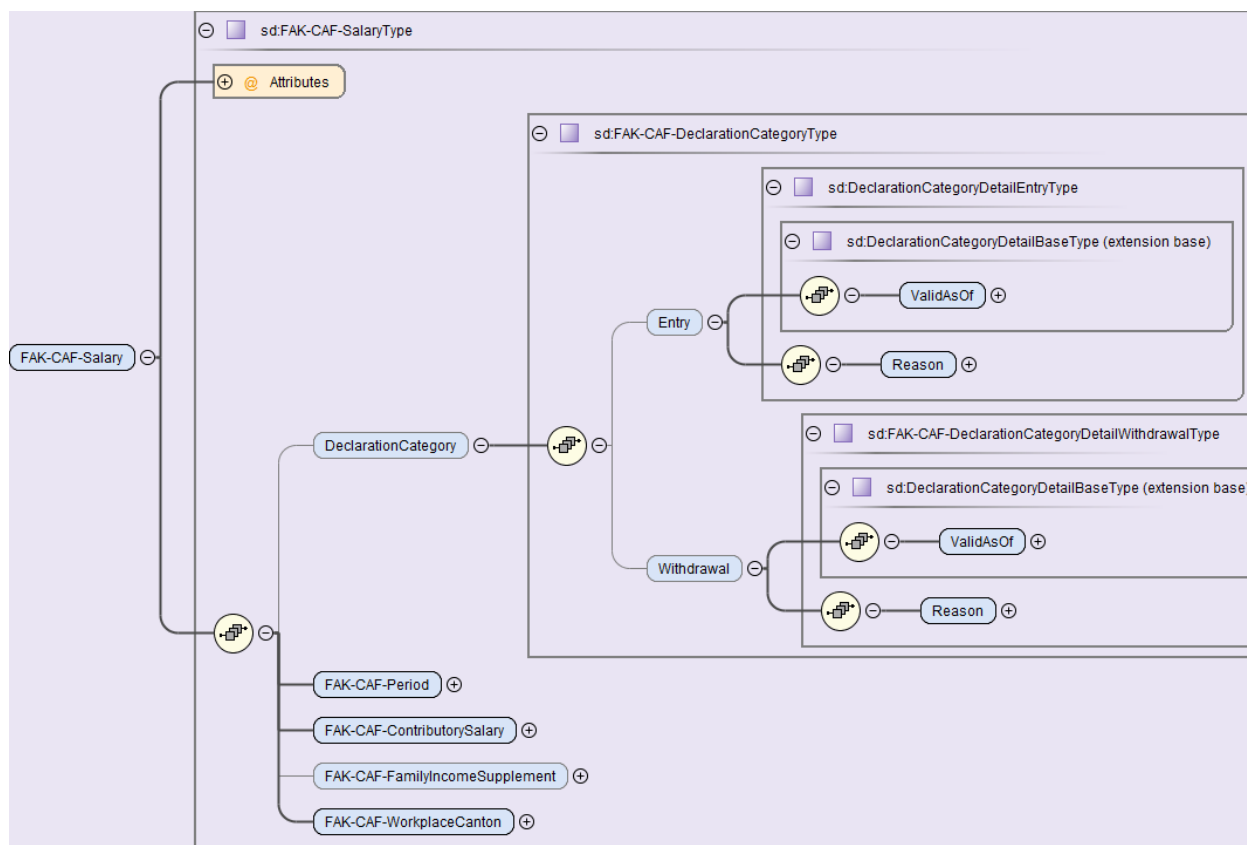 sd:FAK-CAF-SalaryType
@ Attributes
sd:FAK-CAF-DeclarationCategoryType
sd:DeclarationCategoryDetailEntryType
sd:DeclarationCategoryDetailBaseType (extension base)
ValidAsOf
Entry
FAK-CAF-Salary
Reason
sd:FAK-CAF-DeclarationCategoryDetailWithdrawalType
DeclarationCategory
sd:DeclarationCategoryDetailBaseType (extension base)
ValidAsOf
Withdrawal
Reason
FAK-CAF-Period
FAK-CAF-ContributorySalary
FAK-CAF-FamilyIncomeSupplement
FAK-CAF-WorkplaceCanton